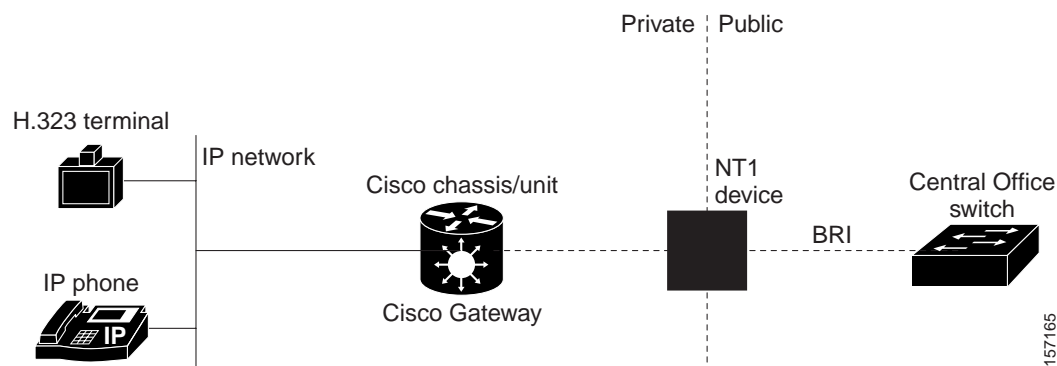 Private Public
H.323 terminal
IP network
Cisco chassis/unit
NT1
device
Central Office
switch
BRI
IP phone
IP
Cisco Gateway
157165